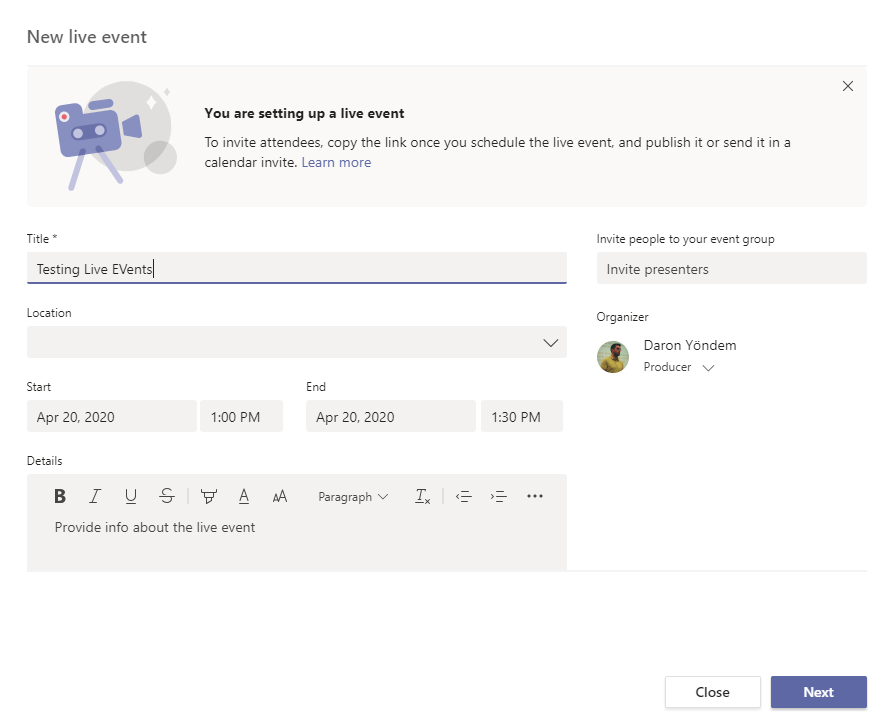 New live event
You are setting up a live event
To invite attendees, copy the link once you schedule the live event, and publish it or send it in a
calendar invite. Learn more
Title *
Testing Live EVents
Invite people to your event group
Invite presenters
Location
Organizer
Daron Yöndem
Producer
Start
End
Apr 20, 2020 1:00 PM Apr 20, 2020 1:30 PM
Details
B I U S A AA Paragraph Tx
Provide info about the live event
Close Next